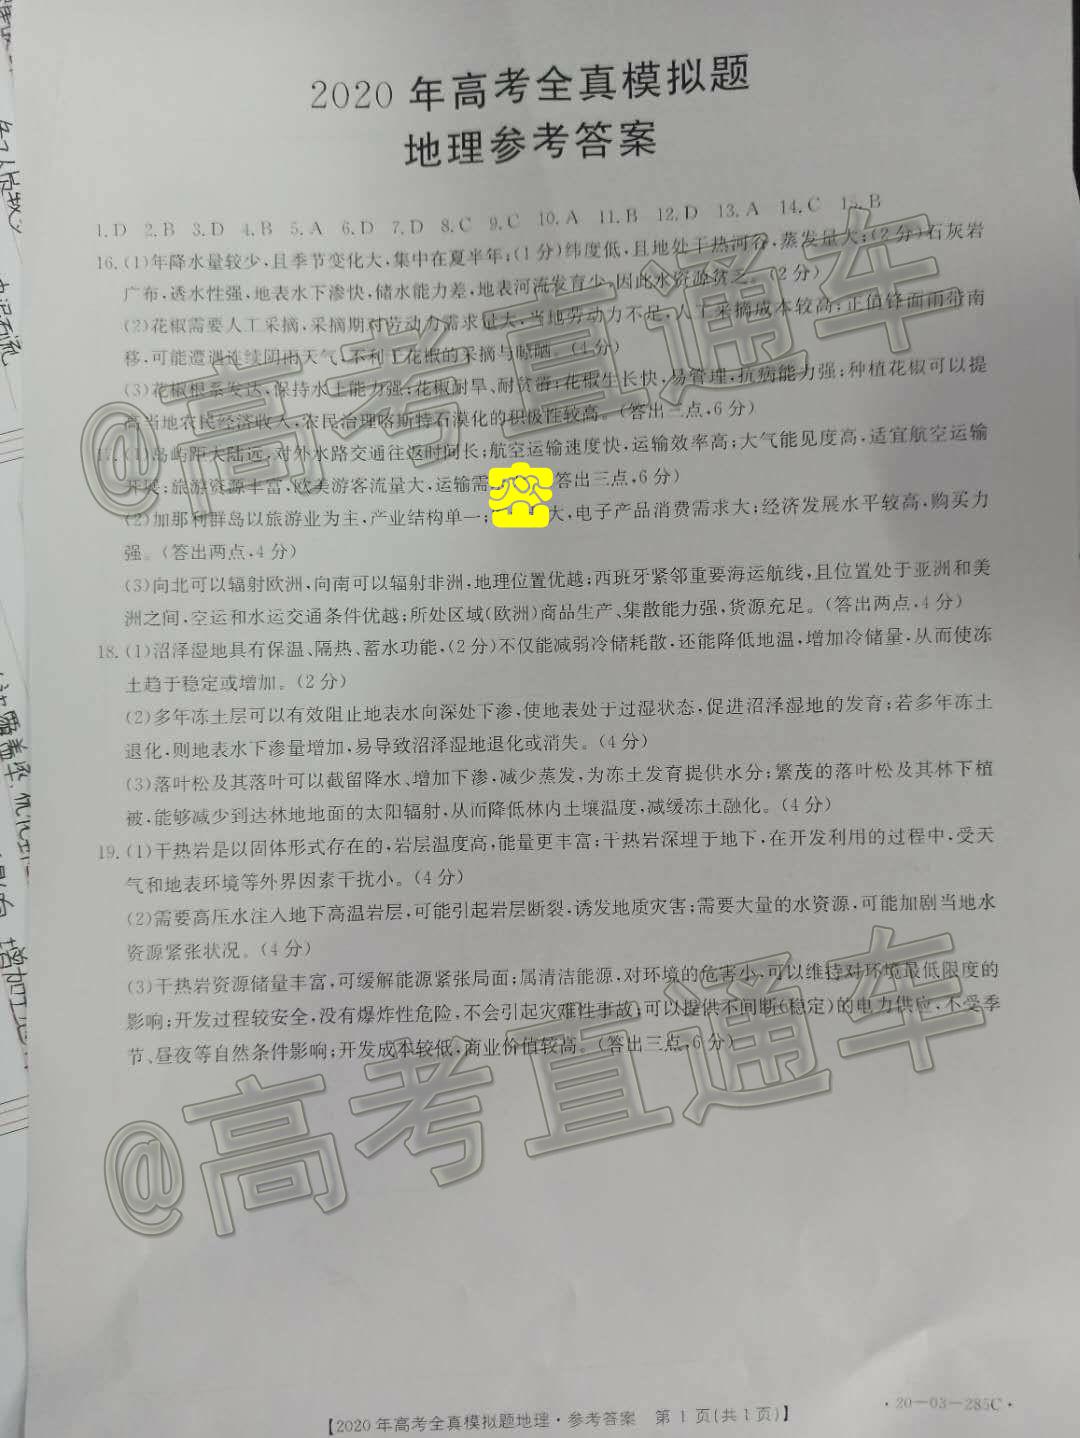 2020 年高考全真模拟题
地理参考答案
1.D 2.B 3.D 4.B 5.A 6.D 7.D 8.C 9.C 10.A 11.B 12.D 13.A 14.C 15.B
16.(1)年降水量较少,且季节变化大,集中在夏半年;(1分)纬度低,且地处干热河谷,蒸发量大;(2分)石灰岩
广布,透水性强,地表水下渗快,储水能力差,地表河流发育少,因此水资源贫乏。(2分)
(2)花椒需要人工采摘,采摘期对劳动力需求量大,当地劳动力不足,人工采摘成本较高;正值锋面雨带南
移,可能遭遇连续阴雨天气,不利于花椒的采摘与晾晒。(4分)
(3)花椒根系发达,保持水土能力强;花椒耐旱、耐贫瘠;花椒生长快,易管理,抗病能力强;种植花椒可以提
高当地农民经济收入,农民治理喀斯特石漠化的积极性较高。(答出三点,6分)
17.(1)岛屿距大陆远,对外水路交通往返时间长;航空运输速度快,运输效率高;大气能见度高,适宜航空运输
开展;旅游资源丰富,欧美游客流量大,运输需 答出三点,6分)
(2)加那利群岛以旅游业为主,产业结构单一; 大,电子产品消费需求大;经济发展水平较高,购买力
强。(答出两点,4分)
(3)向北可以辐射欧洲,向南可以辐射非洲,地理位置优越;西班牙紧邻重要海运航线,且位置处于亚洲和美
洲之间,空运和水运交通条件优越;所处区域(欧洲)商品生产、集散能力强,货源充足。(答出两点,4分)
18.(1)沼泽湿地具有保温、隔热、蓄水功能,(2分)不仅能减弱冷储耗散,还能降低地温,增加冷储量,从而使冻
土趋于稳定或增加。(2分)
(2)多年冻土层可以有效阻止地表水向深处下渗,使地表处于过湿状态,促进沼泽湿地的发育;若多年冻土
退化,则地表水下渗量增加,易导致沼泽湿地退化或消失。(4分)
(3)落叶松及其落叶可以截留降水、增加下渗,减少蒸发,为冻土发育提供水分;繁茂的落叶松及其林下植
被,能够减少到达林地地面的太阳辐射,从而降低林内土壤温度,减缓冻土融化。(4分)
19.(1)干热岩是以固体形式存在的,岩层温度高,能量更丰富;干热岩深埋于地下,在开发利用的过程中,受天
气和地表环境等外界因素干扰小。(4分)
(2)需要高压水注入地下高温岩层,可能引起岩层断裂,诱发地质灾害;需要大量的水资源,可能加剧当地水
资源紧张状况。(4分)
(3)干热岩资源储量丰富,可缓解能源紧张局面;属清洁能源,对环境的危害小,可以维持对环境最低限度的
影响;开发过程较安全,没有爆炸性危险,不会引起灾难性事故;可以提供不间断(稳定)的电力供应,不受季
节、昼夜等自然条件影响;开发成本较低,商业价值较高。(答出三点,6分)
@高考直通车
@高考直通车
【2020年高考全真模拟题地理·参考答案 第1页(共1页)】
·20-03-285C·